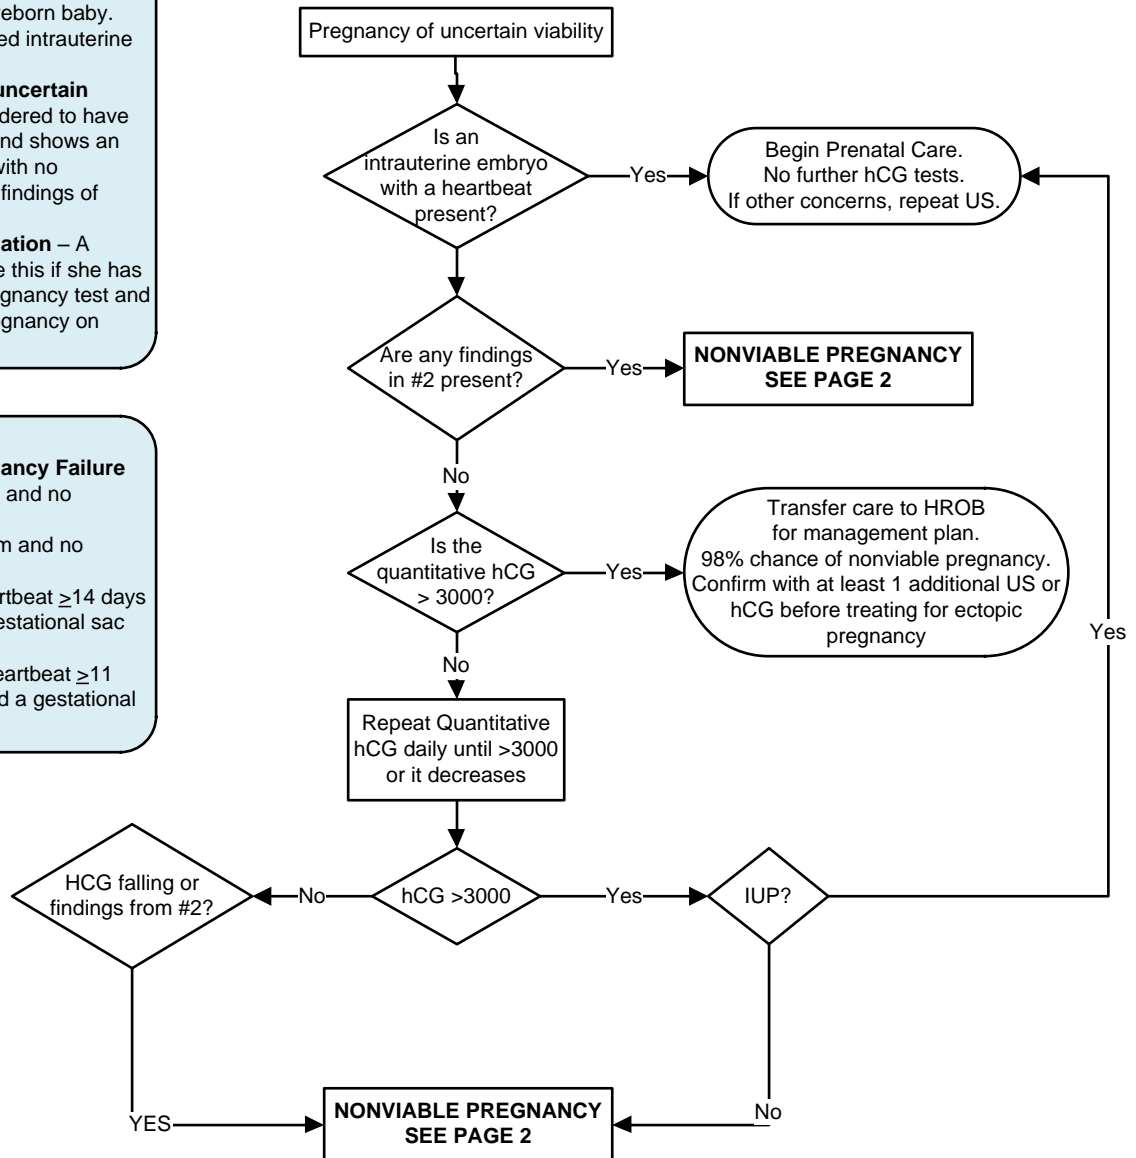 reborn baby.
ed intrauterine
uncertain
dered to have
nd shows an
with no
findings of
ation – A
e this if she has
gnancy test and
egnancy on
ancy Failure
and no
m and no
artbeat ≥14 days
estational sac
eartbeat ≥11
d a gestational
Pregnancy of uncertain viability
Is an
intrauterine embryo
with a heartbeat
present?
Yes
Begin Prenatal Care.
No further hCG tests.
If other concerns, repeat US.
Are any findings
in #2 present?
Yes
NONVIABLE PREGNANCY
SEE PAGE 2
No
Is the
quantitative hCG
> 3000?
Yes
Transfer care to HROB
for management plan.
98% chance of nonviable pregnancy.
Confirm with at least 1 additional US or
hCG before treating for ectopic
pregnancy
Yes
No
Repeat Quantitative
hCG daily until >3000
or it decreases
HCG falling or
findings from #2?
No
hCG >3000
Yes
IUP?
YES
NONVIABLE PREGNANCY
SEE PAGE 2
No